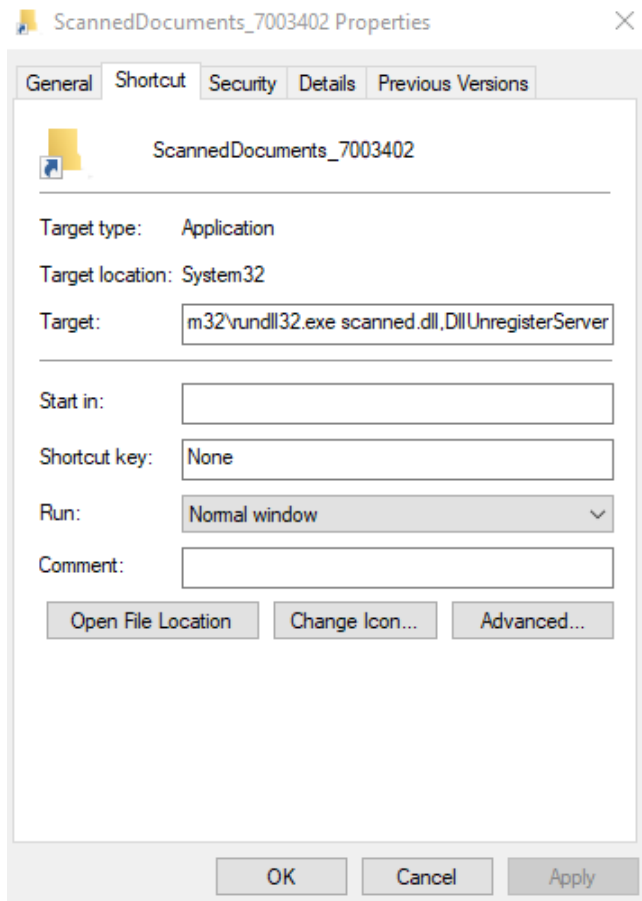 ScannedDocuments_7003402 Properties
General Shortcut Security Details Previous Versions
ScannedDocuments_7003402
Target type: Application
Target location: System32
Target: m32\rundll32.exe scanned.dll,DllUnregisterServer
Start in:
Shortcut key: None
Run: Normal window
Comment:
Open File Location Change Icon... Advanced...
OK Cancel Apply